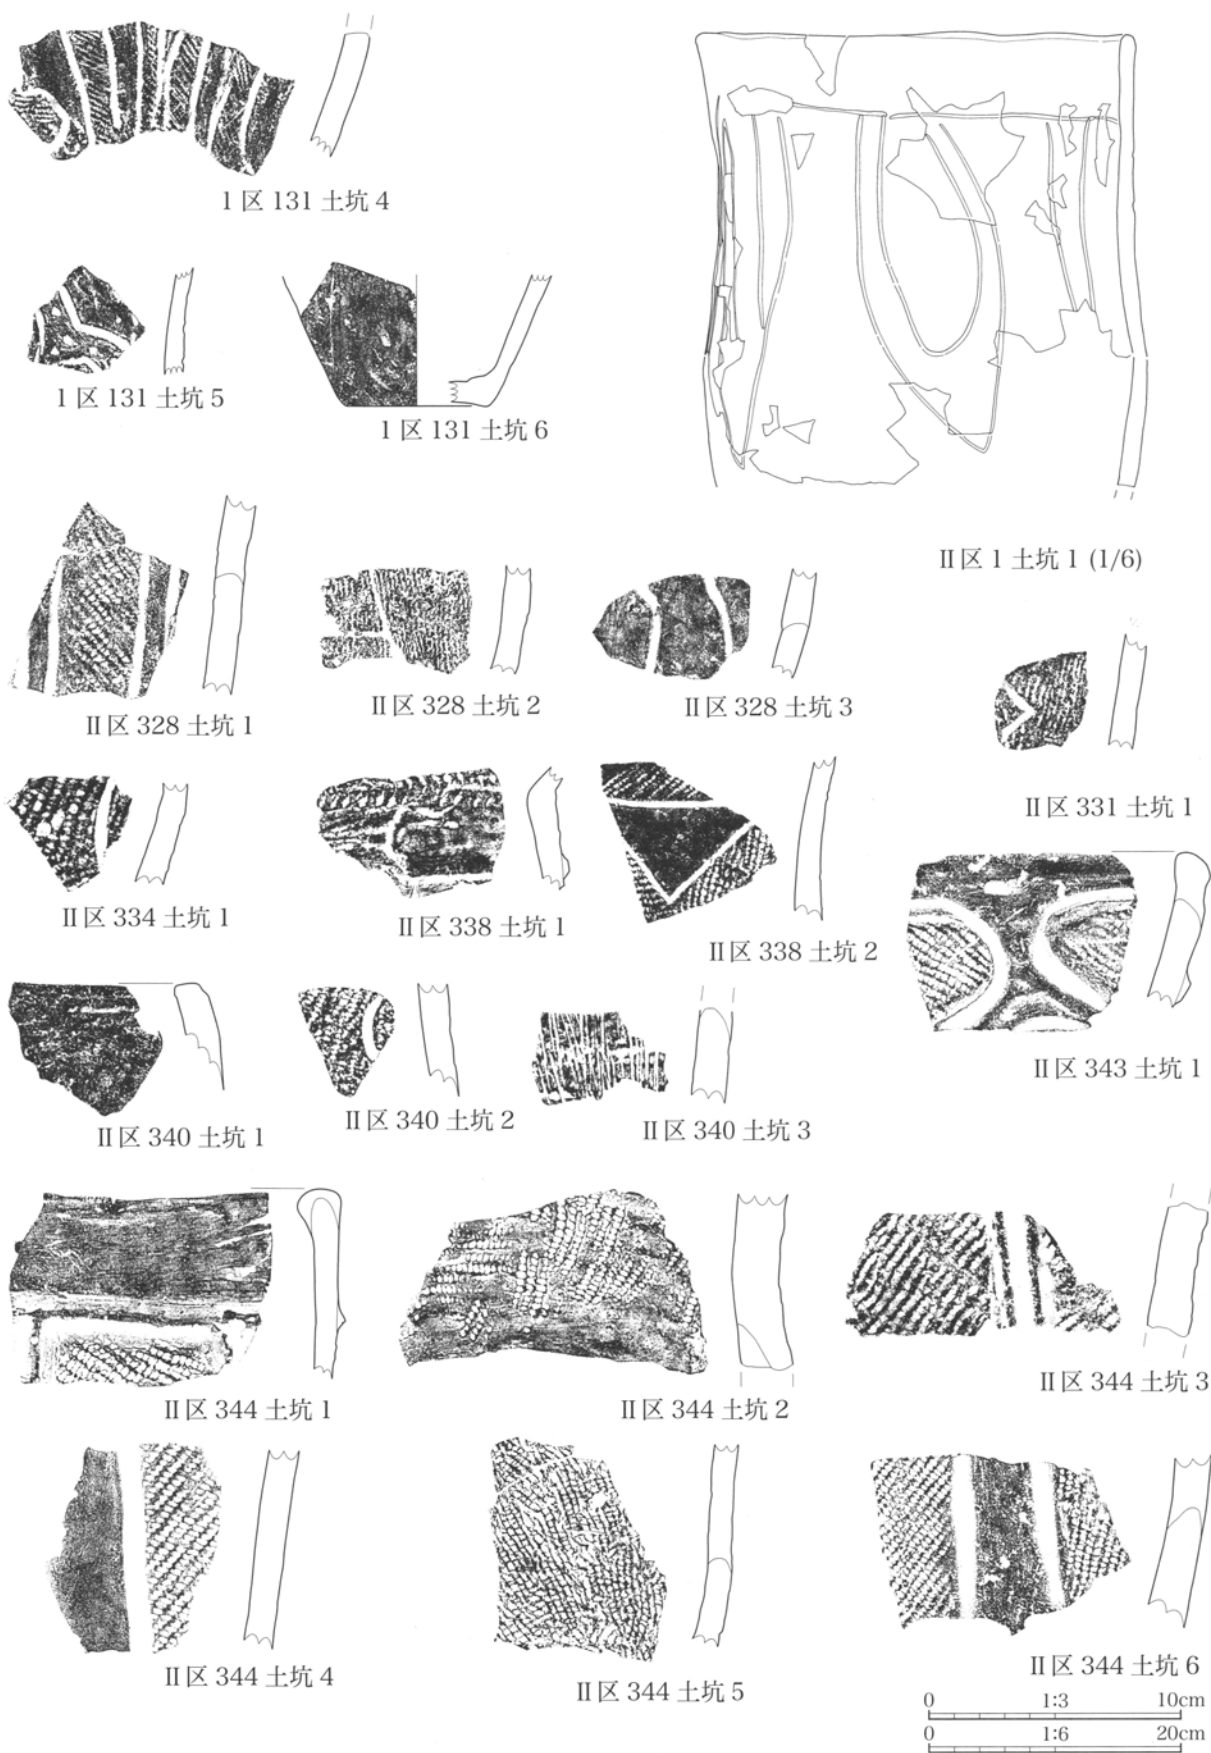 1区 131 土坑 4
1区 131 土坑 5
1区 131 土坑 6
II区 1 土坑 1 (1/6)
II区 328 土坑 1
II区 328 土坑 2
II区 328 土坑 3
II区 331 土坑 1
II区 334 土坑 1
II区 338 土坑 1
II区 338 土坑 2
II区 343 土坑 1
II区 340 土坑 1
II区 340 土坑 2
II区 340 土坑 3
II区 344 土坑 1
II区 344 土坑 2
II区 344 土坑 3
II区 344 土坑 4
II区 344 土坑 5
II区 344 土坑 6
0 1:3 10cm
0 1:6 20cm